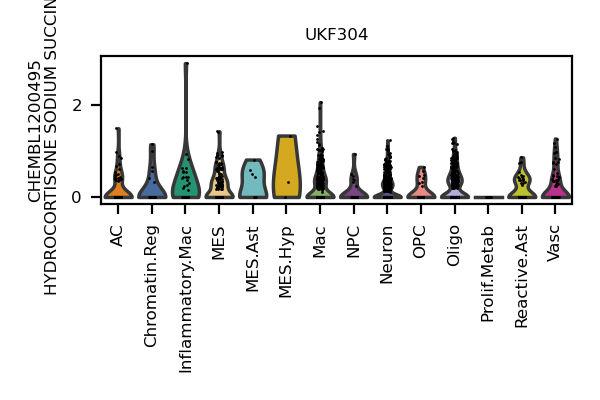 UKF304
CHEMBL1200495
HYDROCORTISONE SODIUM SUCCIN
2
0
AC
Chromatin.Reg
Inflammatory.Mac
MES
MES.Ast
MES.Hyp
Mac
NPC
Neuron
OPC
Oligo
Prolif.Metab
Reactive.Ast
Vasc